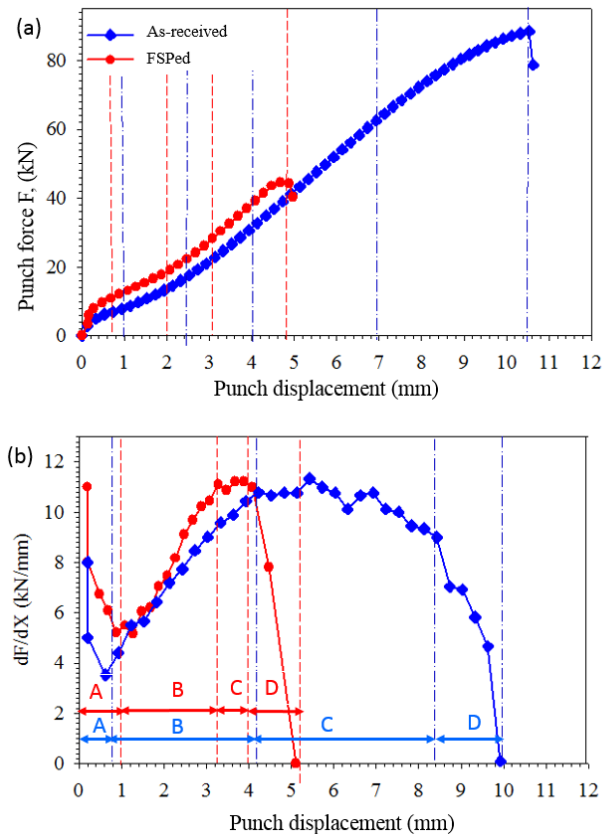 (a)
As-received
FSPed
Punch force F, (kN)
80
60
40
20
0
0 1 2 3 4 5 6 7 8 9 10 11 12
Punch displacement (mm)
(b)
dF/dX (kN/mm)
12
10
8
6
4
2
0
A B C D
A B C D
0 1 2 3 4 5 6 7 8 9 10 11 12
Punch displacement (mm)